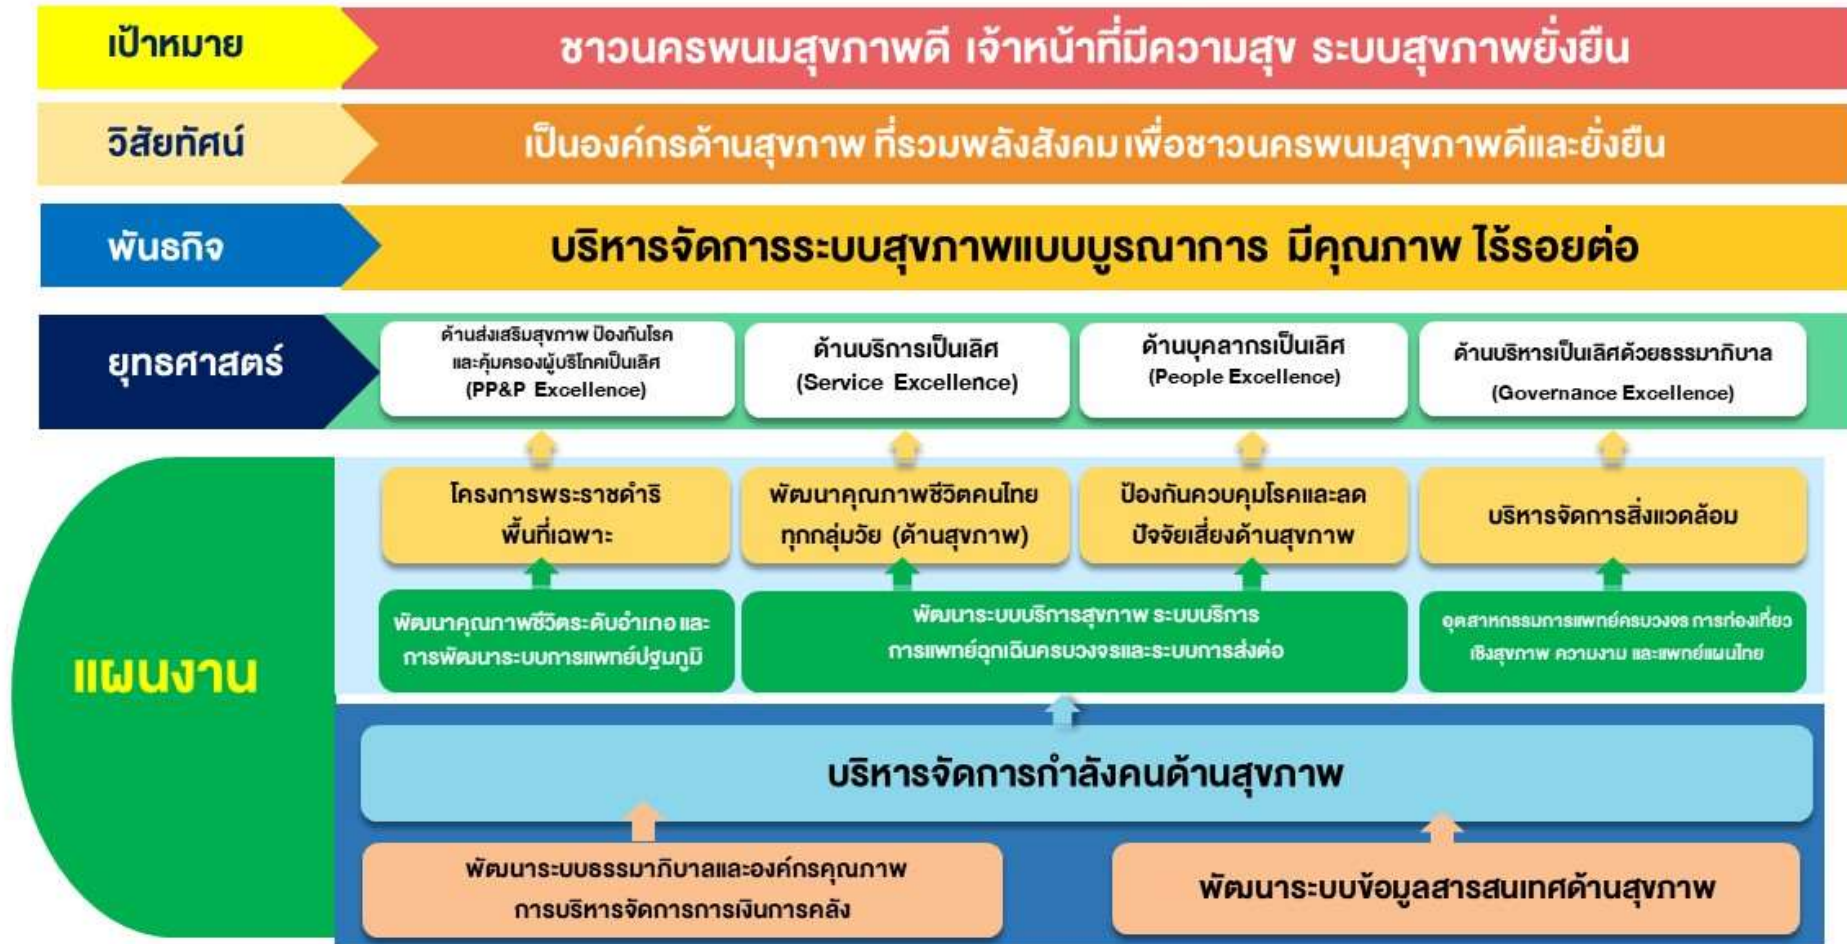 เป้าหมาย
ชาวนครพนมสุขภาพดี เจ้าหน้าที่มีความสุข ระบบสุขภาพยั่งยืน
วิสัยทัศน์
เป็นองค์กรด้านสุขภาพ ที่รวมพลังสังคม เพื่อชาวนครพนมสุขภาพดีและยั่งยืน
พันธกิจ
บริหารจัดการระบบสุขภาพแบบบูรณาการ มีคุณภาพ ไร้รอยต่อ
ยุทธศาสตร์
ด้านส่งเสริมสุขภาพ ป้องกันโรค
และคุ้มครองผู้บริโภคเป็นเลิศ
(PP&P Excellence)
ด้านบริการเป็นเลิศ
(Service Excellence)
ด้านบุคลากรเป็นเลิศ
(People Excellence)
ด้านบริหารเป็นเลิศด้วยธรรมาภิบาล
(Governance Excellence)
แผนงาน
โครงการพระราชดำริ
พื้นที่เฉพาะ
พัฒนาคุณภาพชีวิตคนไทย
ทุกกลุ่มวัย (ด้านสุขภาพ)
ป้องกันควบคุมโรคและลด
ปัจจัยเสี่ยงด้านสุขภาพ
บริหารจัดการสิ่งแวดล้อม
พัฒนาคุณภาพชีวิตระดับอำเภอ และ
การพัฒนาระบบการแพทย์ปฐมภูมิ
พัฒนาระบบบริการสุขภาพ ระบบบริการ
การแพทย์ฉุกเฉินครบวงจรและระบบการส่งต่อ
อุตสาหกรรมการแพทย์ครบวงจร การท่องเที่ยว
เชิงสุขภาพ ความงาม และแพทย์แผนไทย
บริหารจัดการกำลังคนด้านสุขภาพ
พัฒนาระบบธรรมาภิบาลและองค์กรคุณภาพ
การบริหารจัดการการเงินการคลัง
พัฒนาระบบข้อมูลสารสนเทศด้านสุขภาพ